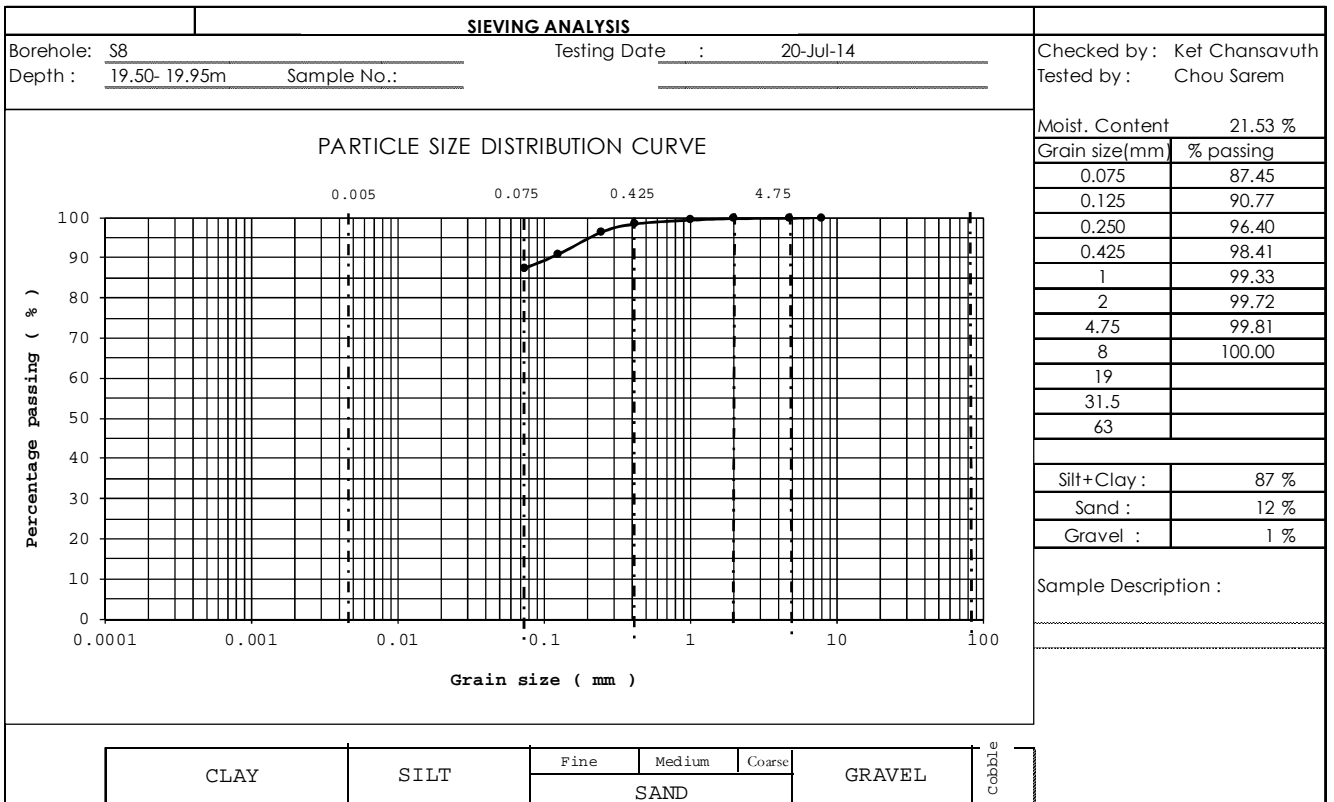 SIEVING ANALYSIS
Borehole: S8 Testing Date : 20-Jul-14
Depth : 19.50- 19.95m Sample No.:
Checked by : Ket Chansavuth
Tested by : Chou Sarem
Moist. Content 21.53 %
Grain size(mm) % passing
0.075 87.45
0.125 90.77
0.250 96.40
0.425 98.41
1 99.33
2 99.72
4.75 99.81
8 100.00
19
31.5
63
Silt+Clay : 87 %
Sand : 12 %
Gravel : 1 %
Sample Description :
PARTICLE SIZE DISTRIBUTION CURVE
0.005 0.075 0.425 4.75
Percentage passing ( % )
100
90
80
70
60
50
40
30
20
10
0
0.0001 0.001 0.01 0.1 1 10 100
Grain size ( mm )
CLAY SILT Fine Medium Coarse GRAVEL Cobble
SAND